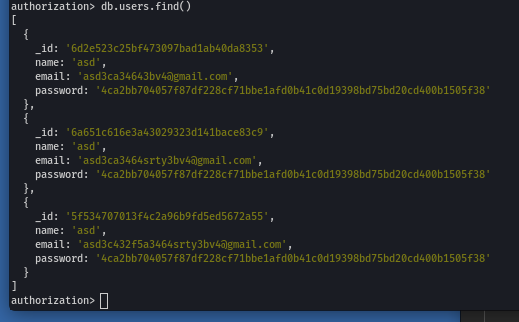 authorization> db.users.find()
[
  {
    _id: '6d2e523c25bf473097bad1ab40da8353',
    name: 'asd',
    email: 'asd3ca34643bv4@gmail.com',
    password: '4ca2bb704057f87df228cf71bbe1afd0b41c0d19398bd75bd20cd400b1505f38'
  },
  {
    _id: '6a651c616e3a43029323d141bace83c9',
    name: 'asd',
    email: 'asd3ca3464srty3bv4@gmail.com',
    password: '4ca2bb704057f87df228cf71bbe1afd0b41c0d19398bd75bd20cd400b1505f38'
  },
  {
    _id: '5f534707013f4c2a96b9fd5ed5672a55',
    name: 'asd',
    email: 'asd3c432f5a3464srty3bv4@gmail.com',
    password: '4ca2bb704057f87df228cf71bbe1afd0b41c0d19398bd75bd20cd400b1505f38'
  }
]
authorization>